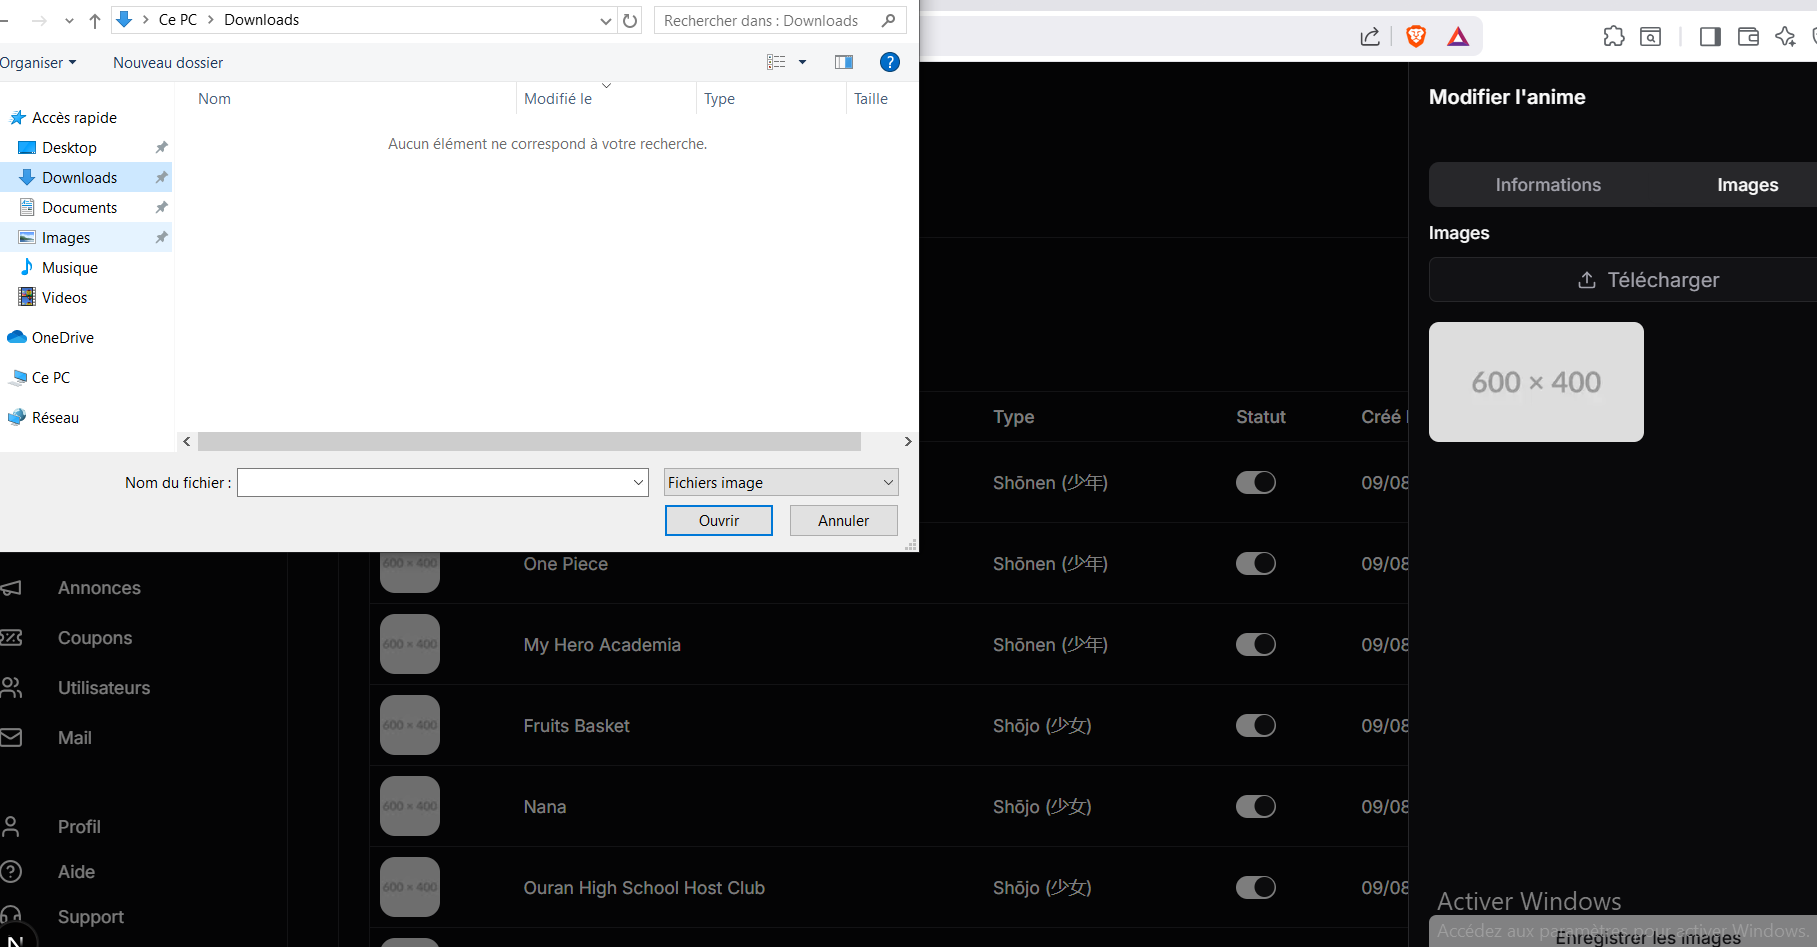 Ce PC > Downloads
Rechercher dans : Downloads
Organiser
Nouveau dossier
Nom
Modifié le
Type
Taille
Aucun élément ne correspond à votre recherche.
Accès rapide
Desktop
Downloads
Documents
Images
Musique
Videos
OneDrive
Ce PC
Réseau
Nom du fichier :
Fichiers image
Ouvrir
Annuler
Modifier l'anime
Informations
Images
Images
Télécharger
600 × 400
Type
Statut
Créé
Shōnen (少年)
09/08
600 × 400
One Piece
Shōnen (少年)
09/08
600 × 400
My Hero Academia
Shōnen (少年)
09/08
600 × 400
Fruits Basket
Shōjo (少女)
09/08
600 × 400
Nana
Shōjo (少女)
09/08
600 × 400
Ouran High School Host Club
Shōjo (少女)
09/08
Annonces
Coupons
Utilisateurs
Mail
Profil
Aide
Support
N
Activer Windows
Accédez aux paramètres pour activer Windows.
Enregistrer les images